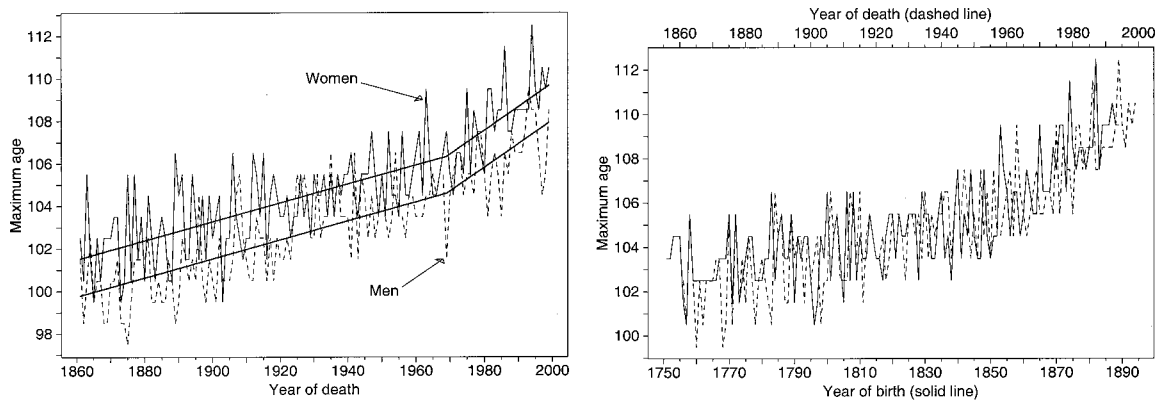 Maximum age
112
110
108
106
104
102
100
98
Women
Men
1860 1880 1900 1920 1940 1960 1980 2000
Year of death
Year of death (dashed line)
1860 1880 1900 1920 1940 1960 1980 2000
Maximum age
112
110
108
106
104
102
100
1750 1770 1790 1810 1830 1850 1870 1890
Year of birth (solid line)